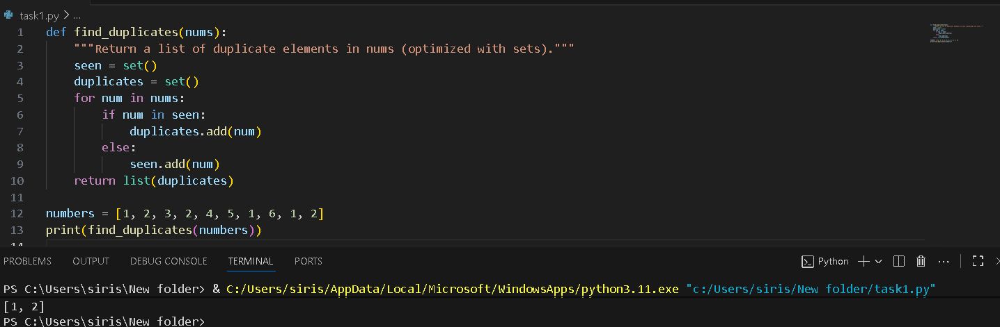 task1.py > ...
1 def find_duplicates(nums):
2     """Return a list of duplicate elements in nums (optimized with sets)."""
3     seen = set()
4     duplicates = set()
5     for num in nums:
6         if num in seen:
7             duplicates.add(num)
8         else:
9             seen.add(num)
10     return list(duplicates)
11
12 numbers = [1, 2, 3, 2, 4, 5, 1, 6, 1, 2]
13 print(find_duplicates(numbers))
14
PROBLEMS OUTPUT DEBUG CONSOLE TERMINAL PORTS Python
PS C:\Users\siris\New folder> & C:/Users/siris/AppData/Local/Microsoft/WindowsApps/python3.11.exe "c:/Users/siris/New folder/task1.py"
[1, 2]
PS C:\Users\siris\New folder>